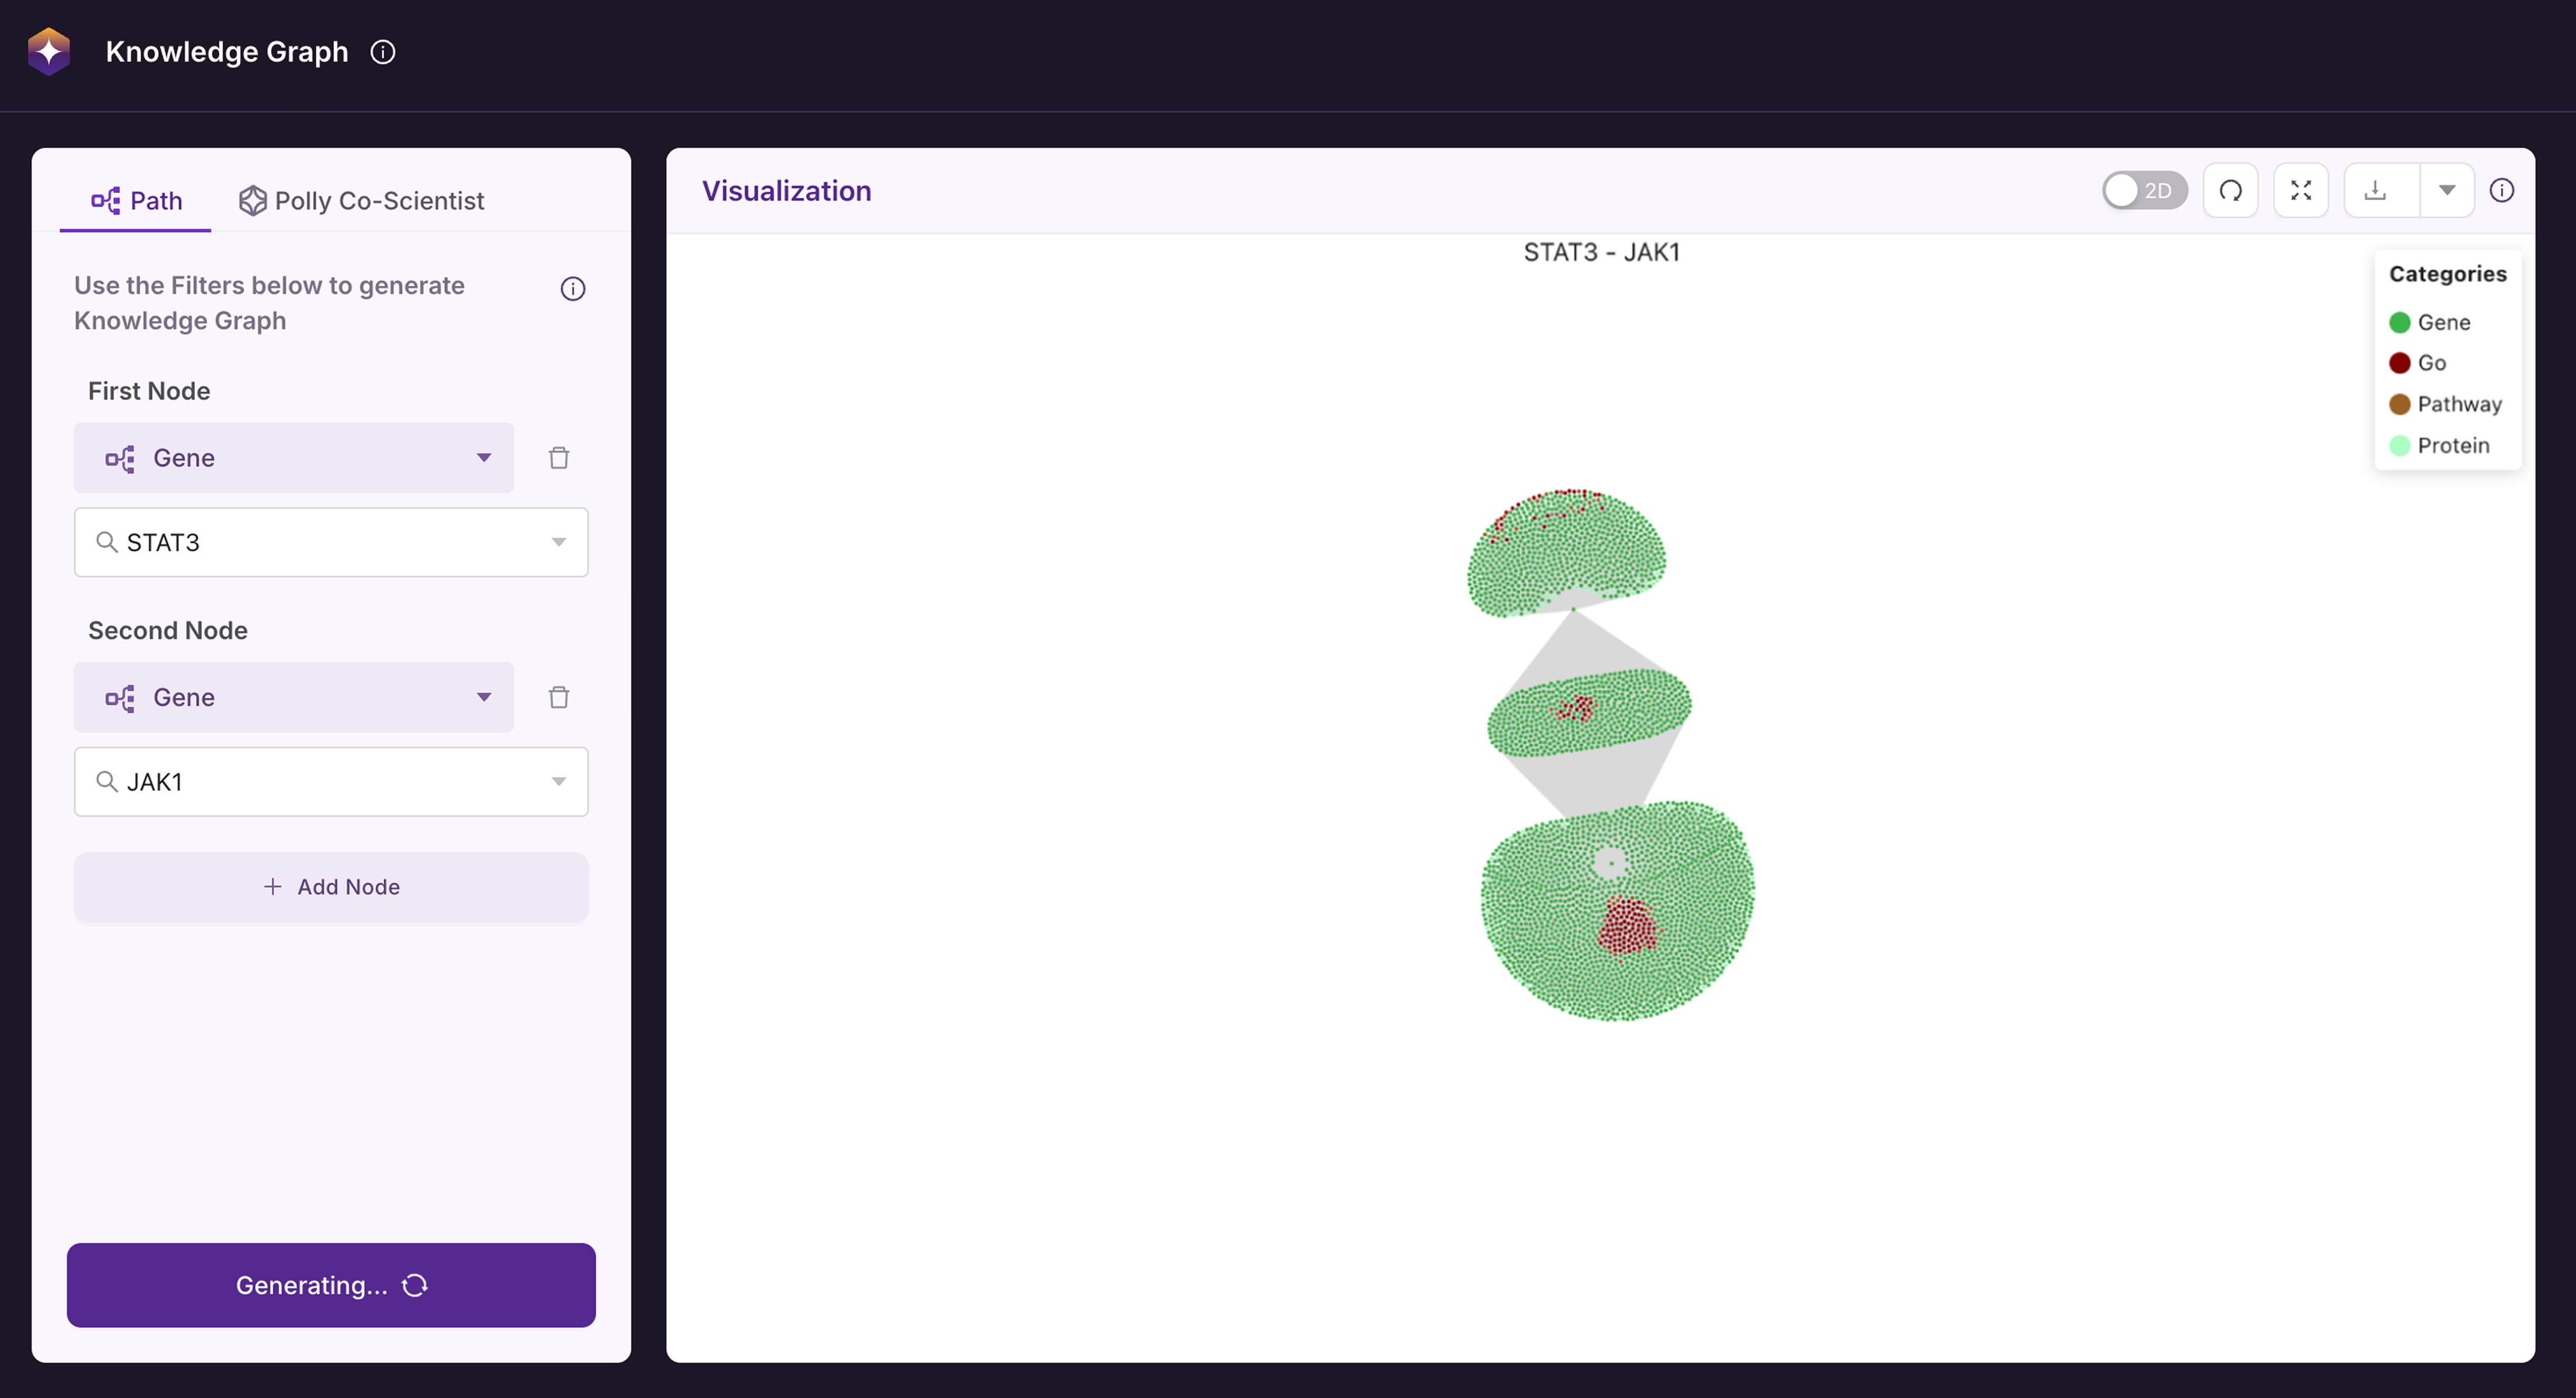 Knowledge Graph
Path
Polly Co-Scientist
Use the Filters below to generate
Knowledge Graph
First Node
Gene
STAT3
Second Node
Gene
JAK1
+ Add Node
Generating...
Visualization
2D
STAT3 - JAK1
Categories
Gene
Go
Pathway
Protein